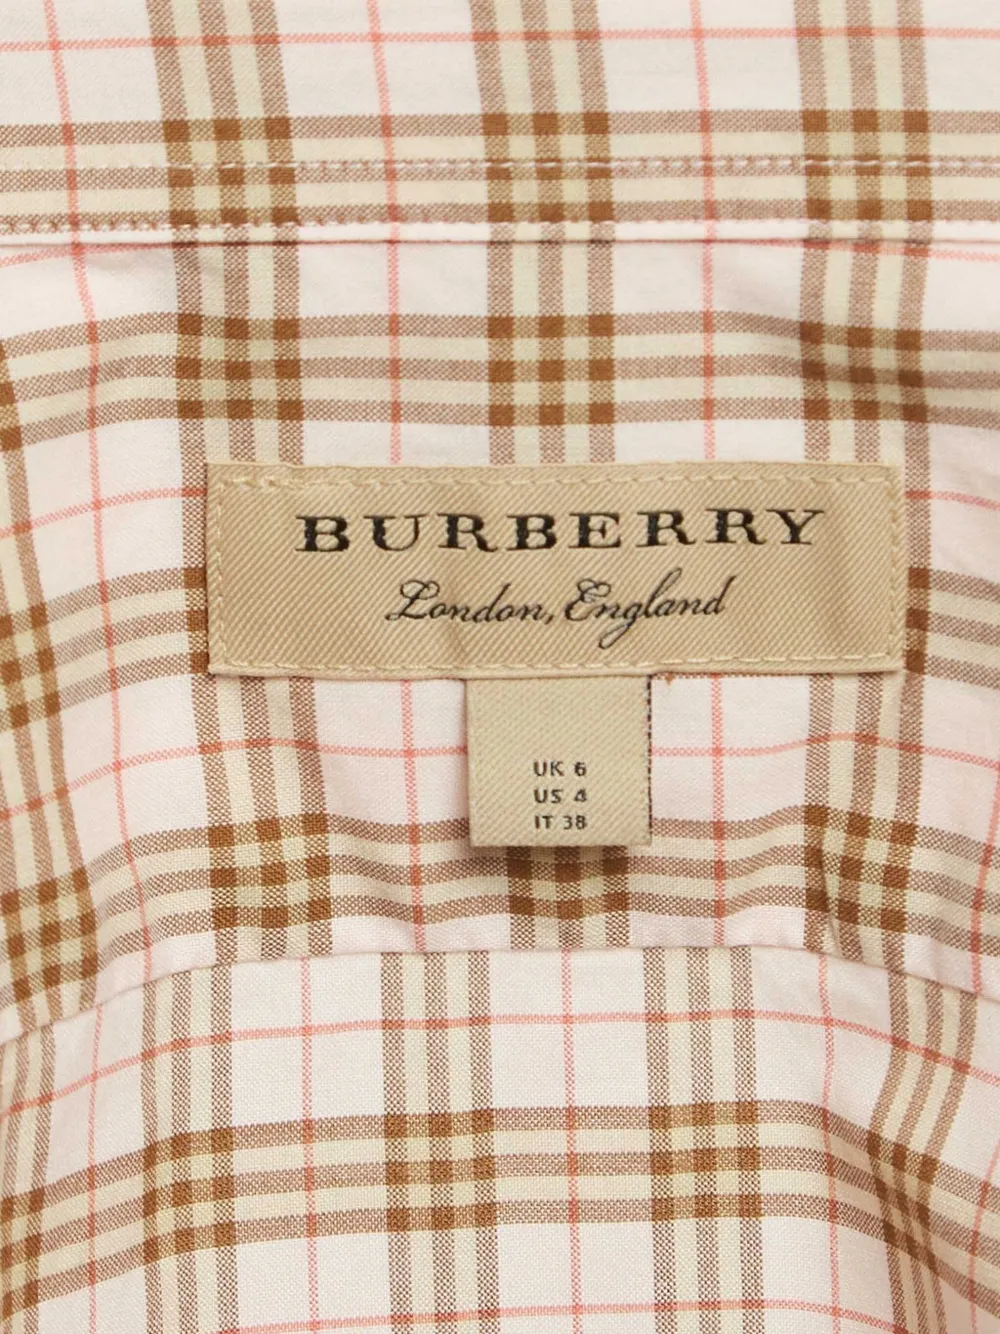 BURBERRY
London, England
UK 6
US 4
IT 38